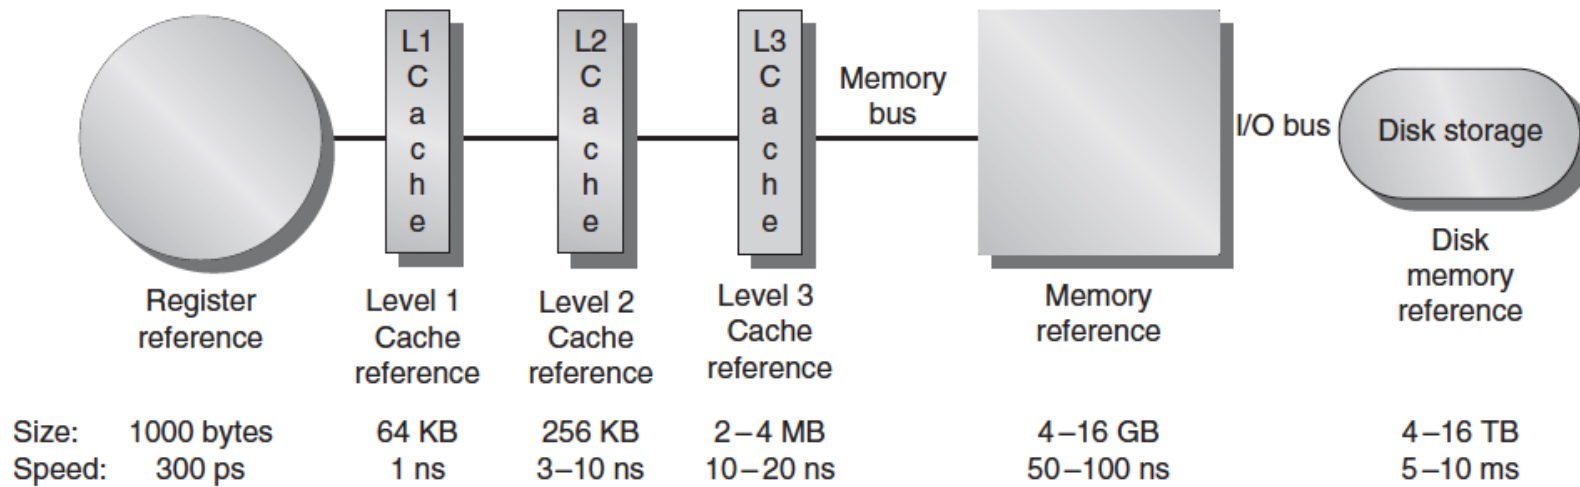 L1
C
a
c
h
e
L2
C
a
c
h
e
L3
C
a
c
h
e
Memory
bus
I/O bus
Disk storage
Register
reference
Level 1
Cache
reference
Level 2
Cache
reference
Level 3
Cache
reference
Memory
reference
Disk
memory
reference
Size: 1000 bytes 64 KB 256 KB 2–4 MB 4–16 GB 4–16 TB
Speed: 300 ps 1 ns 3–10 ns 10–20 ns 50–100 ns 5–10 ms